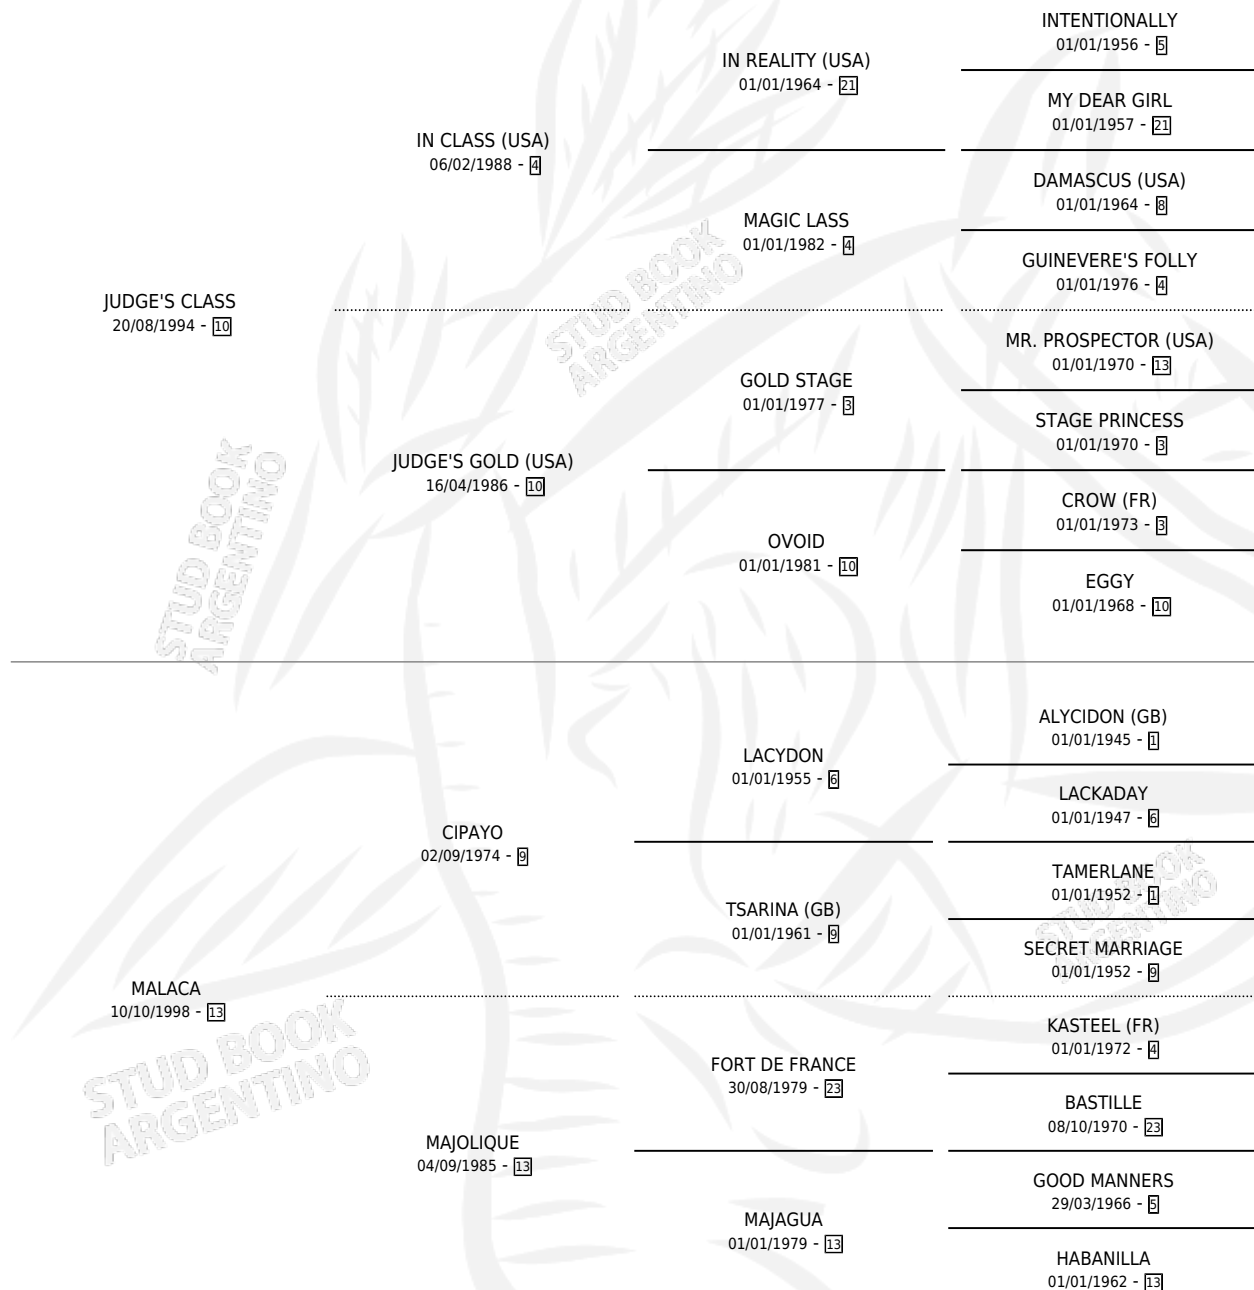 INTENTIONALLY
01/01/1956 - 5
IN REALITY (USA)
01/01/1964 - 21
MY DEAR GIRL
01/01/1957 - 21
IN CLASS (USA)
06/02/1988 - 4
DAMASCUS (USA)
01/01/1964 - 8
MAGIC LASS
01/01/1982 - 4
GUINEVERE'S FOLLY
01/01/1976 - 4
JUDGE'S CLASS
20/08/1994 - 10
MR. PROSPECTOR (USA)
01/01/1970 - 13
GOLD STAGE
01/01/1977 - 3
STAGE PRINCESS
01/01/1970 - 3
JUDGE'S GOLD (USA)
16/04/1986 - 10
CROW (FR)
01/01/1973 - 3
OVOID
01/01/1981 - 10
EGGY
01/01/1968 - 10
ALYCIDON (GB)
01/01/1945 - 1
LACYDON
01/01/1955 - 6
LACKADAY
01/01/1947 - 6
CIPAYO
02/09/1974 - 9
TAMERLANE
01/01/1952 - 1
TSARINA (GB)
01/01/1961 - 9
SECRET MARRIAGE
01/01/1952 - 9
MALACA
10/10/1998 - 13
KASTEEL (FR)
01/01/1972 - 4
FORT DE FRANCE
30/08/1979 - 23
BASTILLE
08/10/1970 - 23
MAJOLIQUE
04/09/1985 - 13
GOOD MANNERS
29/03/1966 - 5
MAJAGUA
01/01/1979 - 13
HABANILLA
01/01/1962 - 13
STUD BOOK
ARGENTINO
STUD BOOK
ARGENTINO
STUD BOOK
ARGENTINO
STUD BOOK
ARGENTINO